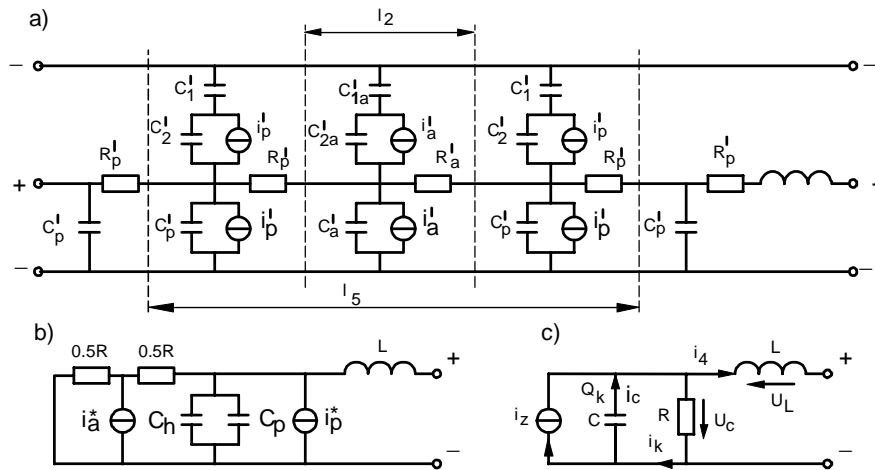 a)
l2
– –
C'1 C'1a C'1
C'2 i'p C'2a i'a C'2 i'p
R'p R'p R'a R'p R'p
+ +
C'p C'p i'p C'a i'a C'p i'p C'p
– –
l5
b) c)
0.5R 0.5R L + i4 L +
UL
i*a Ch Cp i*p iz Qk ic C R Uc
ik
– –